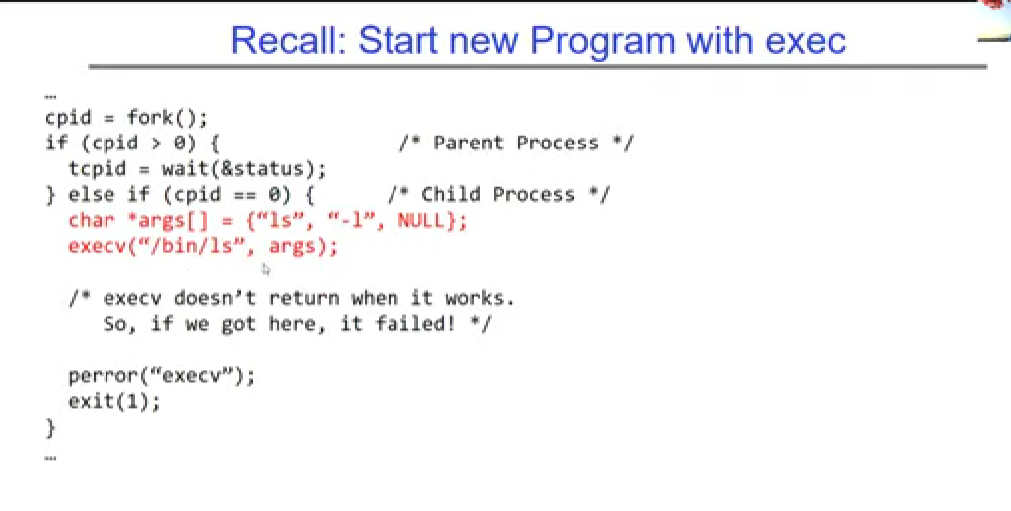 Recall: Start new Program with exec
…
cpid = fork();
if (cpid > 0) { /* Parent Process */
tcpid = wait(&status);
} else if (cpid == 0) { /* Child Process */
char *args[] = {“ls”, “-l”, NULL};
execv(“/bin/ls”, args);
/* execv doesn’t return when it works.
So, if we got here, it failed! */
perror(“execv”);
exit(1);
}
…